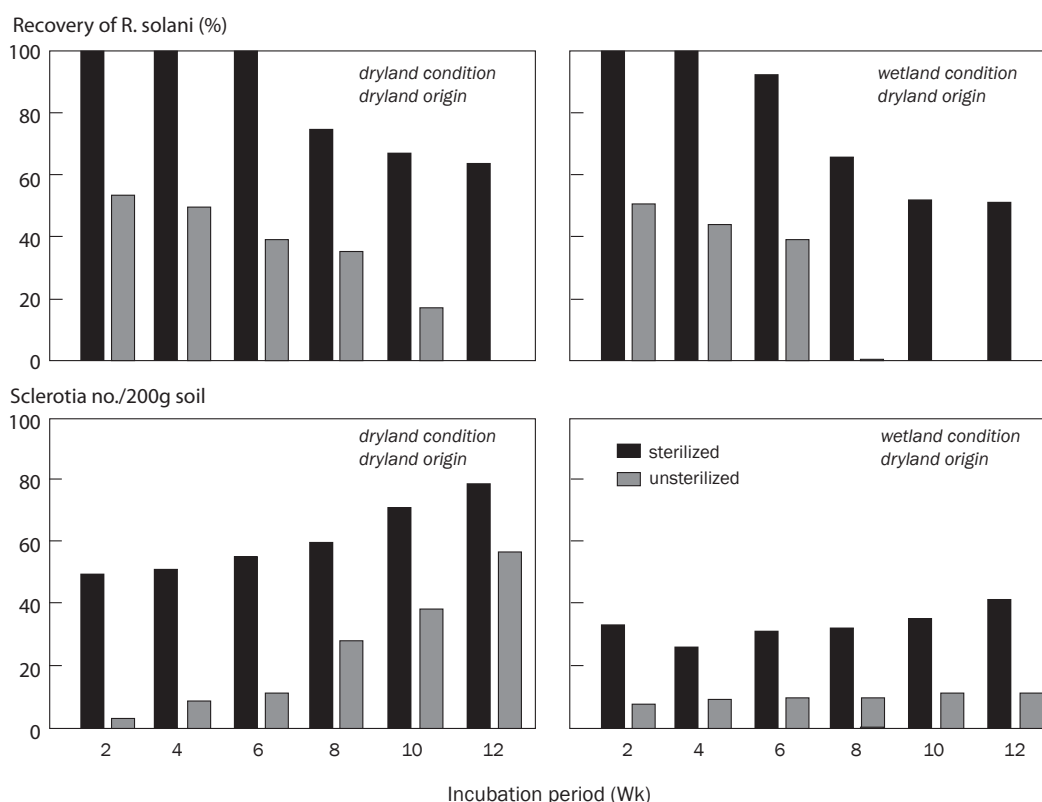 Recovery of R. solani (%)
100
80
60
40
20
0
dryland condition
dryland origin
wetland condition
dryland origin
Sclerotia no./200g soil
100
80
60
40
20
0
dryland condition
dryland origin
wetland condition
dryland origin
sterilized
unsterilized
2 4 6 8 10 12
2 4 6 8 10 12
Incubation period (Wk)